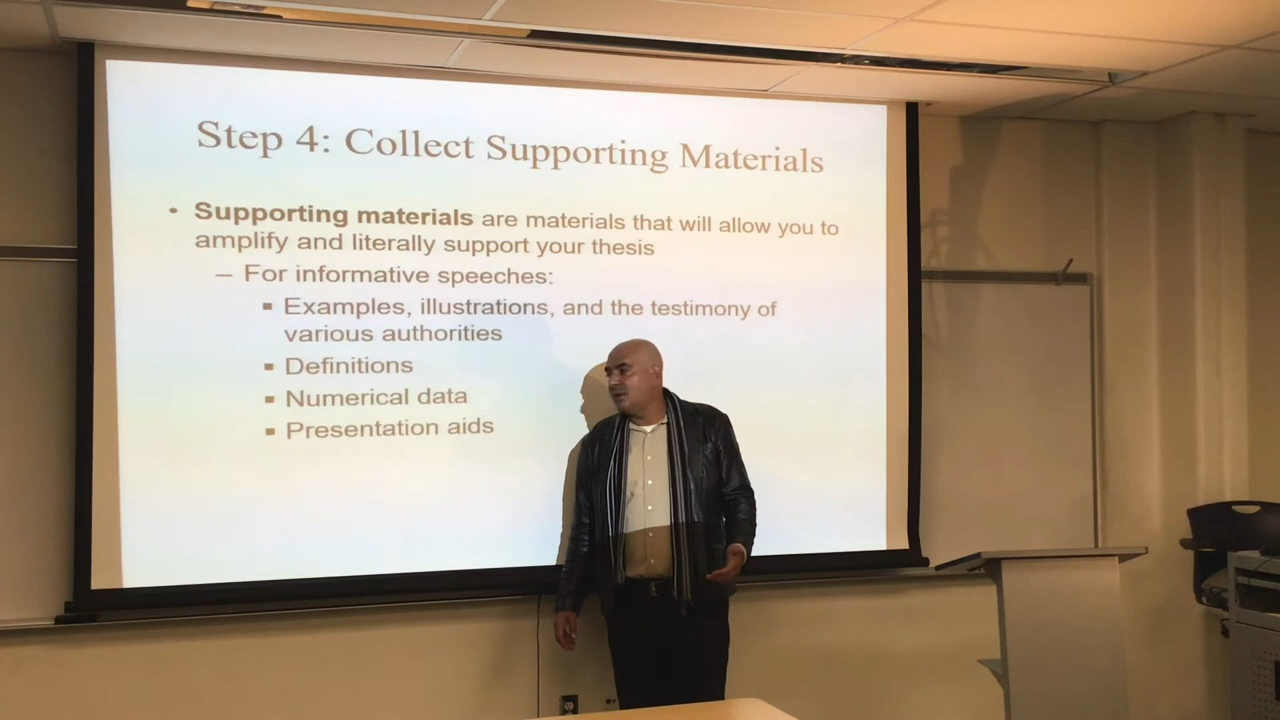 Step 4: Collect Supporting Materials
• Supporting materials are materials that will allow you to
amplify and literally support your thesis
– For informative speeches:
▪ Examples, illustrations, and the testimony of
various authorities
▪ Definitions
▪ Numerical data
▪ Presentation aids